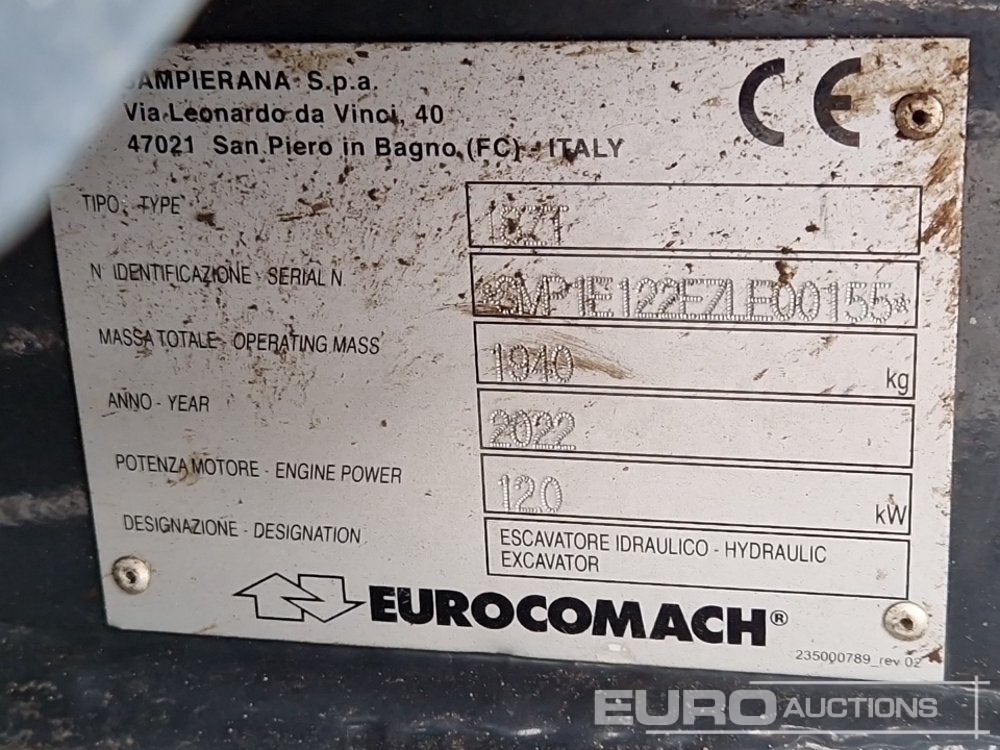 SAMPIERANA S.p.a.
Via Leonardo da Vinci, 40
47021 San Piero in Bagno (FC) - ITALY
CE
TIPO - TYPE
18ZT
N° IDENTIFICAZIONE - SERIAL N
MASSA TOTALE - OPERATING MASS
1940 kg
ANNO - YEAR
2022
POTENZA MOTORE - ENGINE POWER
12.0 kW
DESIGNAZIONE - DESIGNATION
ESCAVATORE IDRAULICO - HYDRAULIC
EXCAVATOR
EUROCOMACH®
235000789_rev 02
EURO AUCTIONS